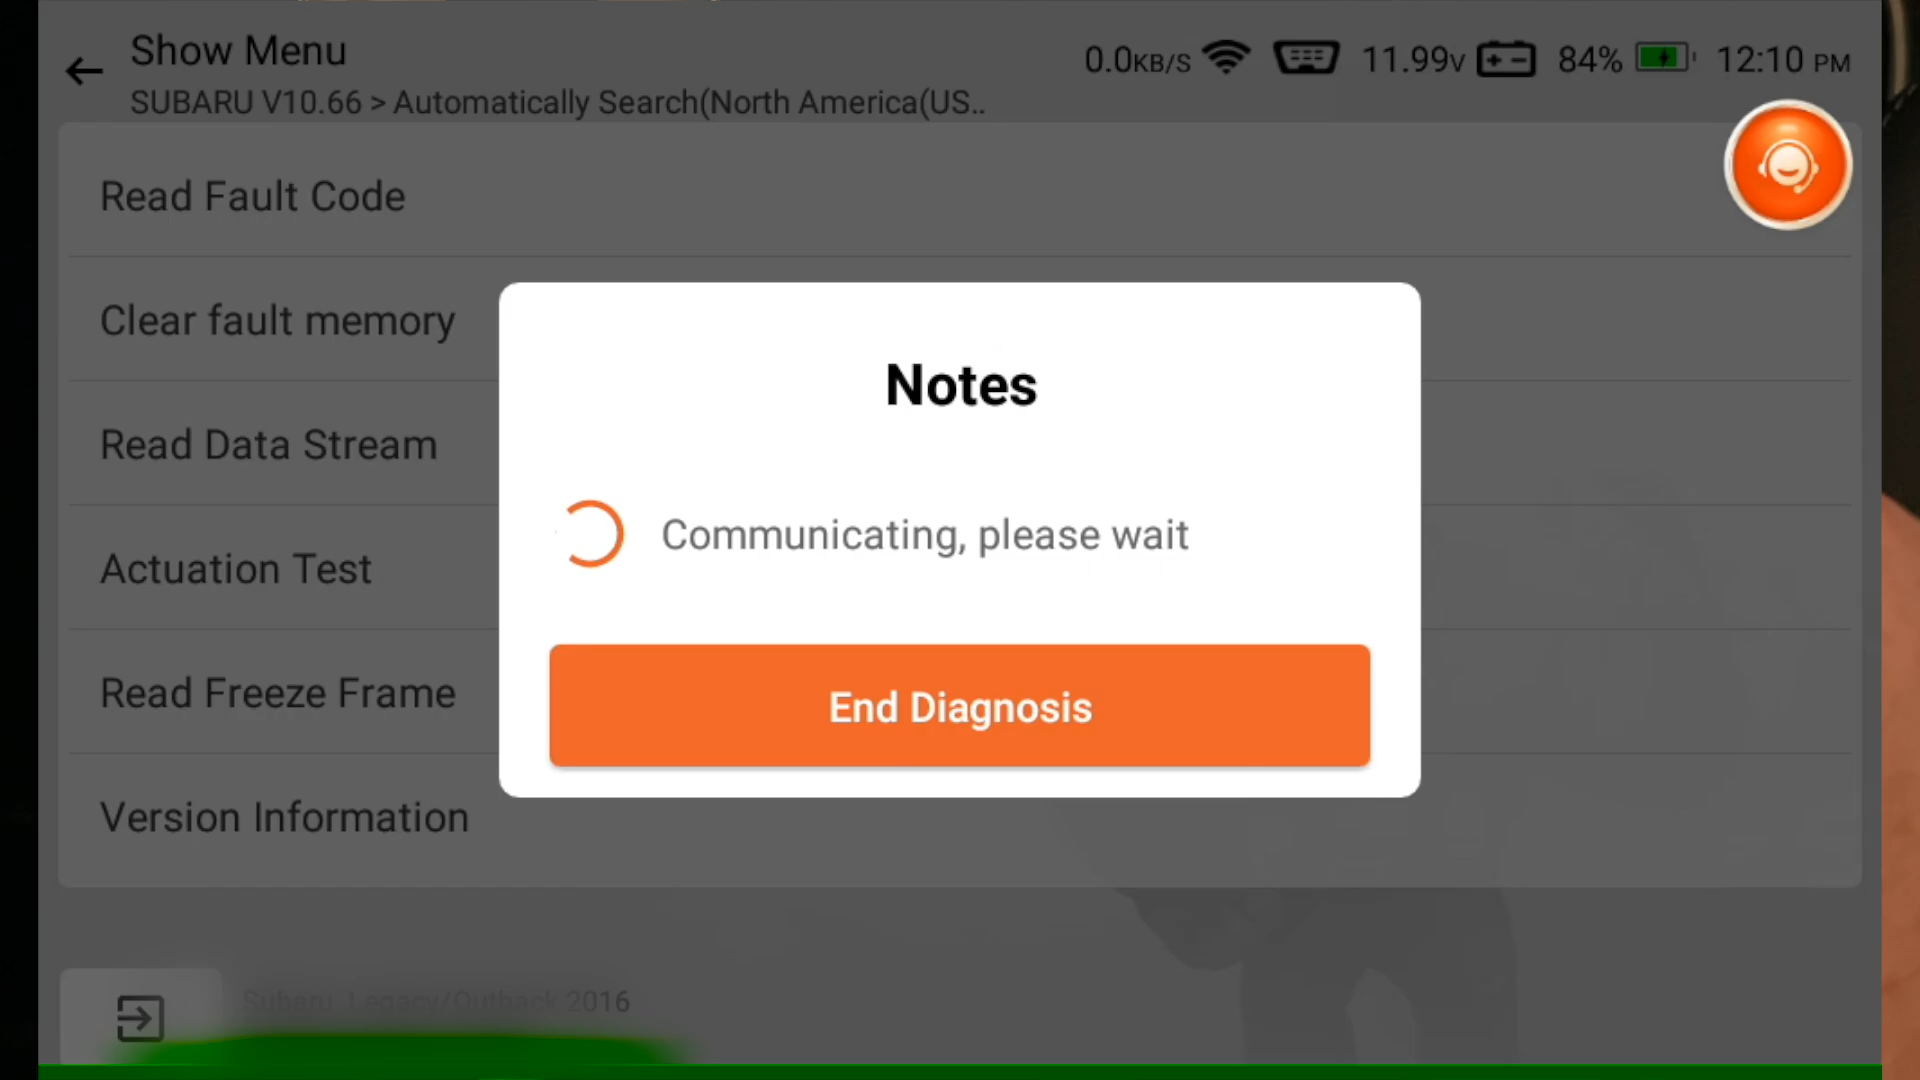 Show Menu
0.0KB/S 11.99V 84% 12:10 PM
SUBARU V10.66 > Automatically Search(North America(US..
Read Fault Code
Clear fault memory
Read Data Stream
Actuation Test
Read Freeze Frame
Version Information
Notes
Communicating, please wait
End Diagnosis
Subaru Legacy/Outback 2016